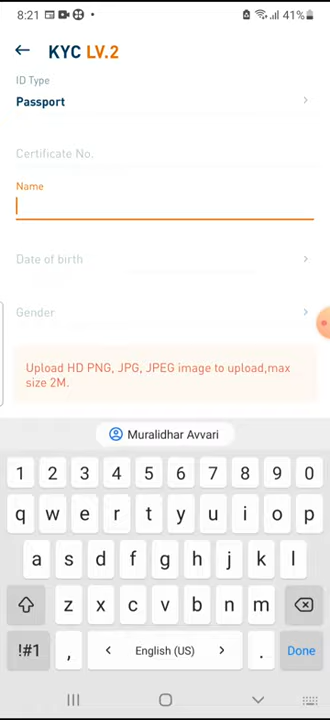 8:21 41%
KYC LV.2
ID Type
Passport
Certificate No.
Name
Date of birth
Gender
Upload HD PNG, JPG, JPEG image to upload,max
size 2M.
Muralidhar Avvari
1 2 3 4 5 6 7 8 9 0
q w e r t y u i o p
a s d f g h j k l
z x c v b n m
!#1 , < English (US) > . Done